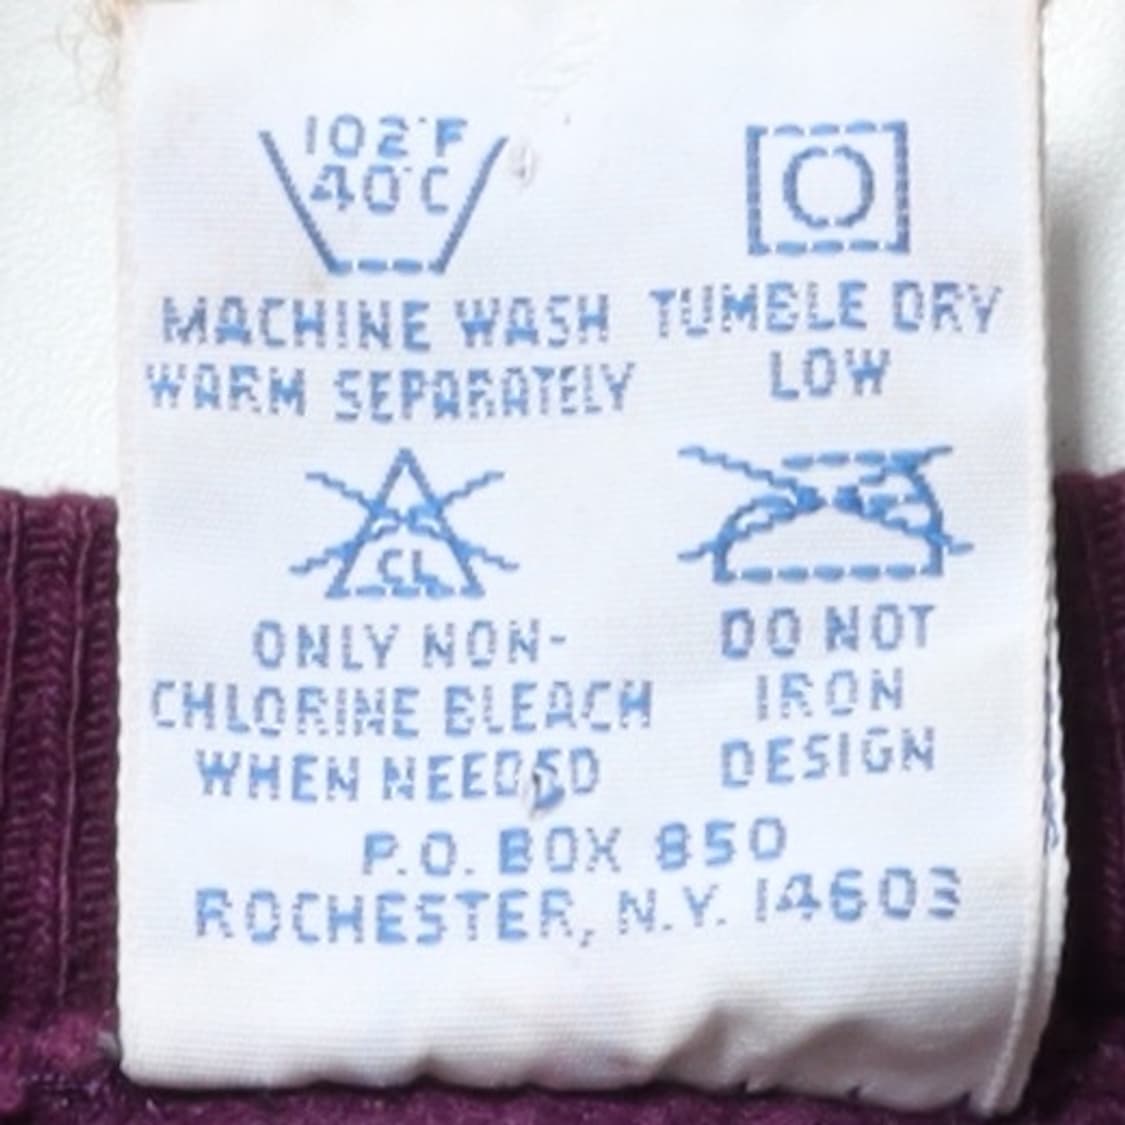 102°F
40°C
MACHINE WASH
WARM SEPARATELY
TUMBLE DRY
LOW
CL
ONLY NON-
CHLORINE BLEACH
WHEN NEEDED
DO NOT
IRON
DESIGN
P.O. BOX 850
ROCHESTER, N.Y. 14603